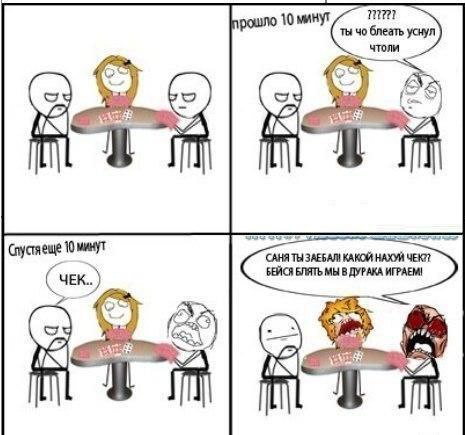 прошло 10 минут
??????
ты чо блеать уснул
чтоли
Спустя еще 10 минут
ЧЕК..
САНЯ ТЫ ЗАЕБАЛ! КАКОЙ НАХУЙ ЧЕК??
БЕЙСЯ БЛЯТЬ МЫ В ДУРАКА ИГРАЕМ!